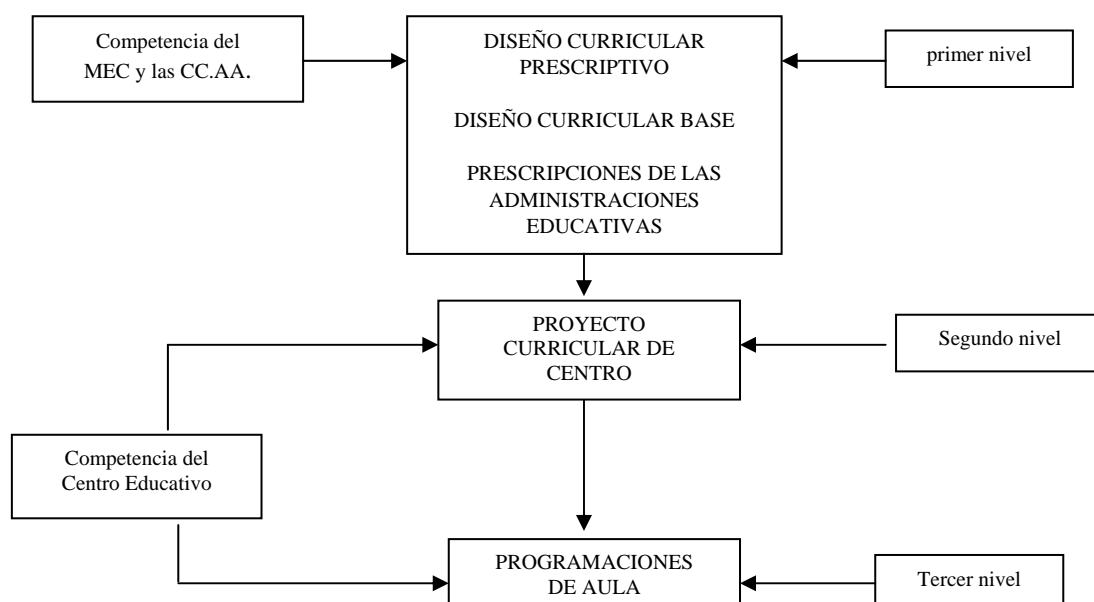 Competencia del
MEC y las CC.AA.
DISEÑO CURRICULAR
PRESCRIPTIVO
DISEÑO CURRICULAR BASE
PRESCRIPCIONES DE LAS
ADMINISTRACIONES
EDUCATIVAS
primer nivel
PROYECTO
CURRICULAR DE
CENTRO
Segundo nivel
Competencia del
Centro Educativo
PROGRAMACIONES
DE AULA
Tercer nivel